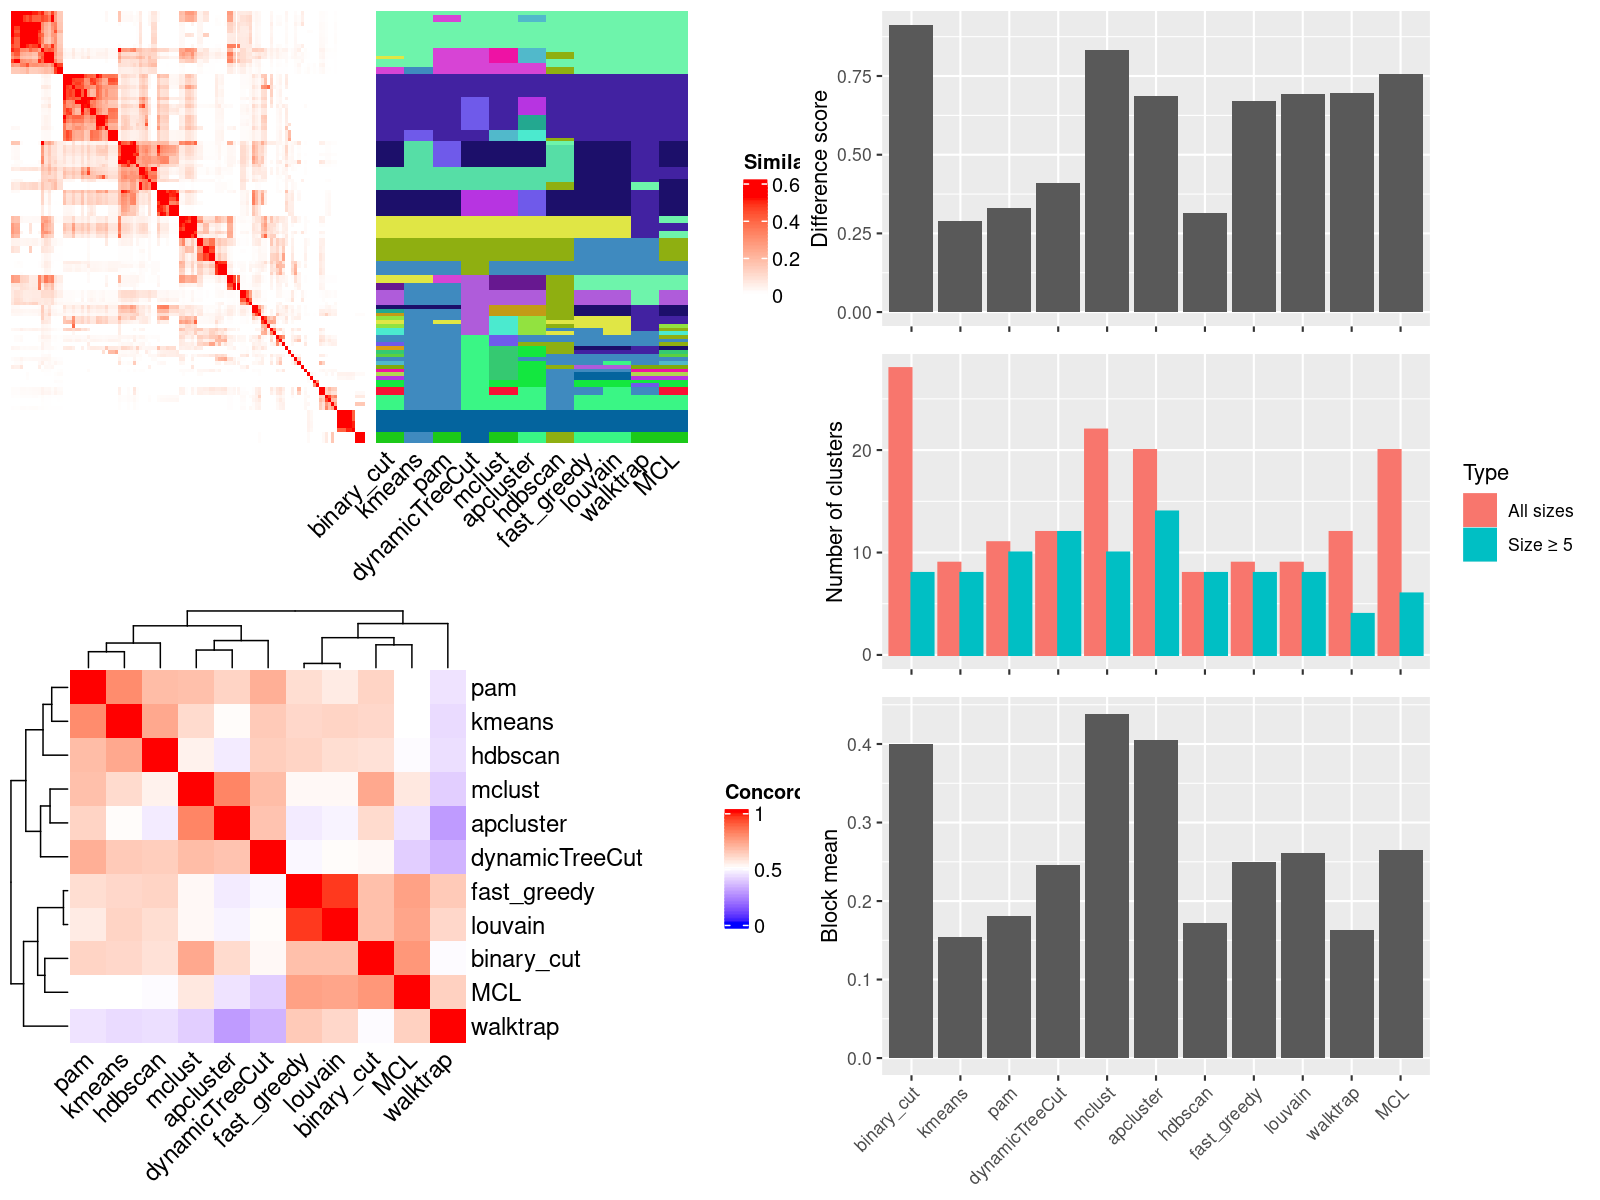 Simila
0.6
0.4
0.2
0
binary_cut
kmeans
pam
dynamicTreeCut
mclust
apcluster
hdbscan
fast_greedy
louvain
walktrap
MCL
Difference score
0.75
0.50
0.25
0.00
Number of clusters
20
10
0
Type
All sizes
Size ≥ 5
pam
kmeans
hdbscan
mclust
apcluster
dynamicTreeCut
fast_greedy
louvain
binary_cut
MCL
walktrap
pam
kmeans
hdbscan
mclust
apcluster
dynamicTreeCut
fast_greedy
louvain
binary_cut
MCL
walktrap
Concord
1
0.5
0
Block mean
0.4
0.3
0.2
0.1
0.0
binary_cut
kmeans
pam
dynamicTreeCut
mclust
apcluster
hdbscan
fast_greedy
louvain
walktrap
MCL